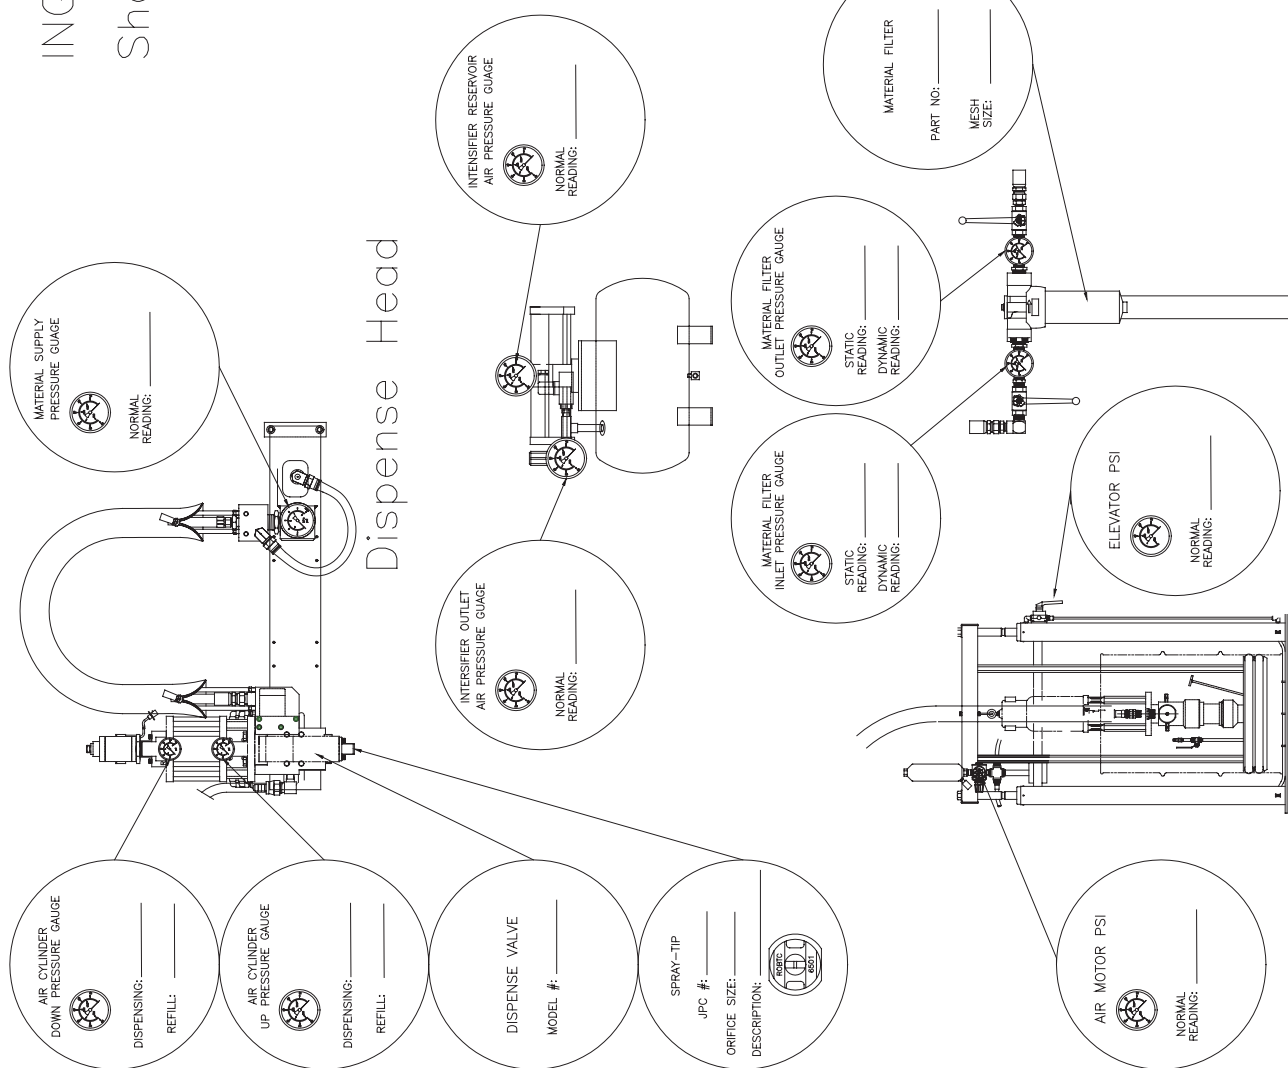 ING
Sho
INTENSIFIER RESERVOIR
AIR PRESSURE GUAGE
NORMAL
READING:
MATERIAL FILTER
PART NO:
MESH
SIZE:
MATERIAL SUPPLY
PRESSURE GUAGE
NORMAL
READING:
Dispense Head
MATERIAL FILTER
OUTLET PRESSURE GAUGE
STATIC
READING:
DYNAMIC
READING:
INTERSIFIER OUTLET
AIR PRESSURE GUAGE
NORMAL
READING:
MATERIAL FILTER
INLET PRESSURE GAUGE
STATIC
READING:
DYNAMIC
READING:
ELEVATOR PSI
NORMAL
READING:
AIR CYLINDER
DOWN PRESSURE GAUGE
DISPENSING:
REFILL:
AIR CYLINDER
UP PRESSURE GAUGE
DISPENSING:
REFILL:
DISPENSE VALVE
MODEL #:
SPRAY-TIP
JPC #:
ORIFICE SIZE:
DESCRIPTION:
ROBTC
6501
AIR MOTOR PSI
NORMAL
READING: